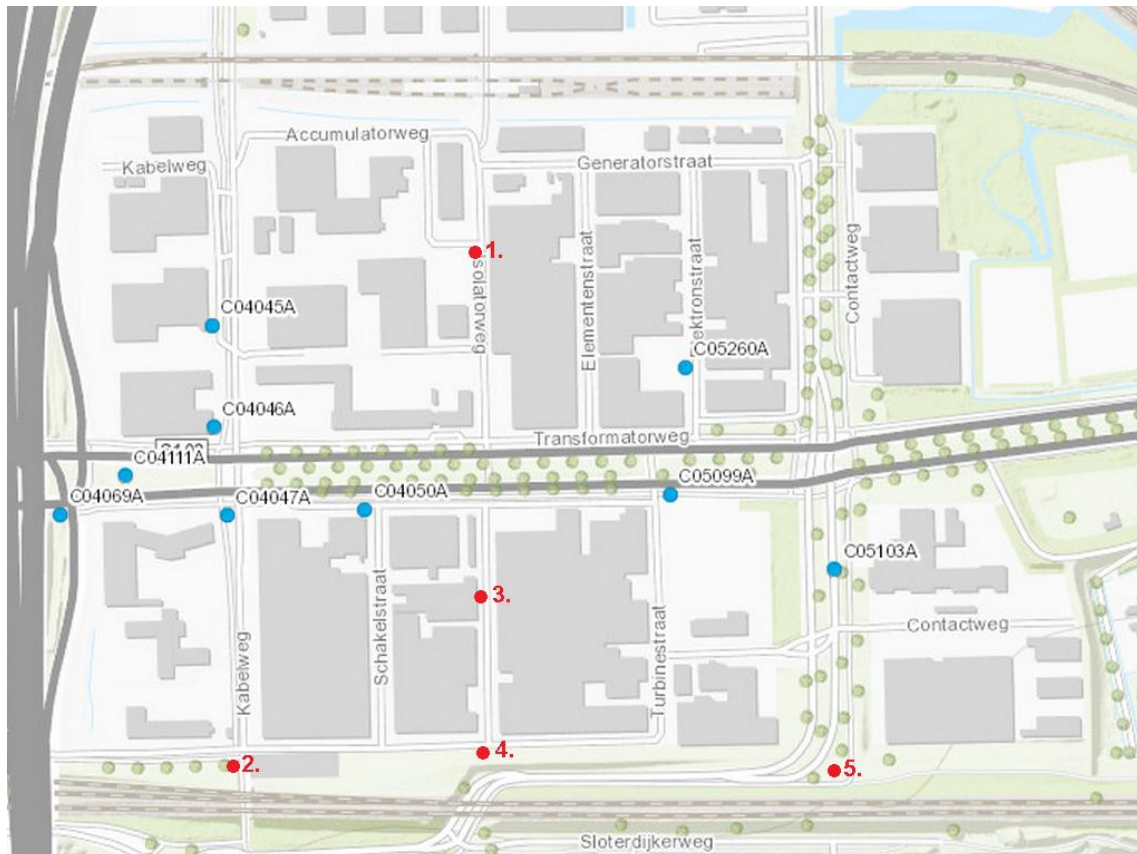 Accumulatorweg
Kabelweg
Generatorstraat
1.
Isolatorweg
Elementenstraat
Elektronstraat
Contactweg
C04045A
C05260A
C04046A
Transformatorweg
C04111A
C04069A
C04047A
C04050A
C05099A
C05103A
3.
Contactweg
Kabelweg
Schakelstraat
Turbinestraat
2.
4.
5.
Sloterdijkerweg